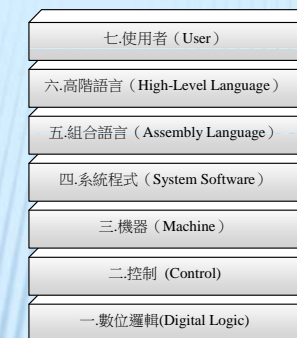 七.使用者（User）
六.高階語言（High-Level Language）
五.組合語言（Assembly Language）
四.系統程式（System Software）
三.機器（Machine）
二.控制 (Control)
一.數位邏輯(Digital Logic)